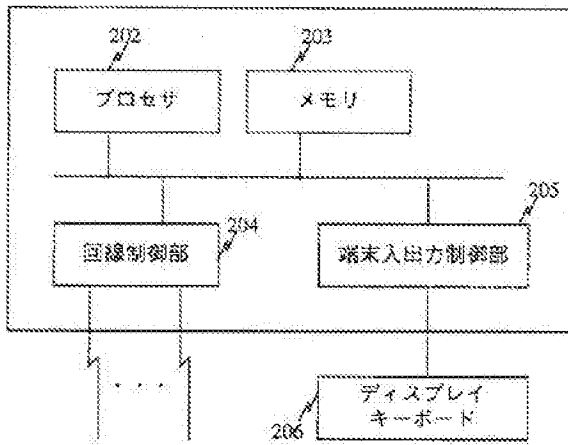 202
203
プロセサ
メモリ
204
205
回線制御部
端末入出力制御部
. . .
ディスプレイ
キーボード
206